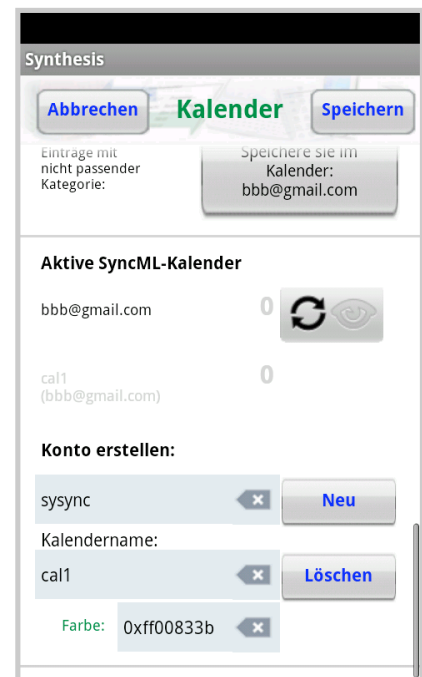 Synthesis
Abbrechen Kalender Speichern
Einträge mit
nicht passender
Kategorie:
Speichere sie im
Kalender:
bbb@gmail.com
Aktive SyncML-Kalender
bbb@gmail.com 0
cal1 0
(bbb@gmail.com)
Konto erstellen:
sysync Neu
Kalendername:
cal1 Löschen
Farbe: 0xff00833b